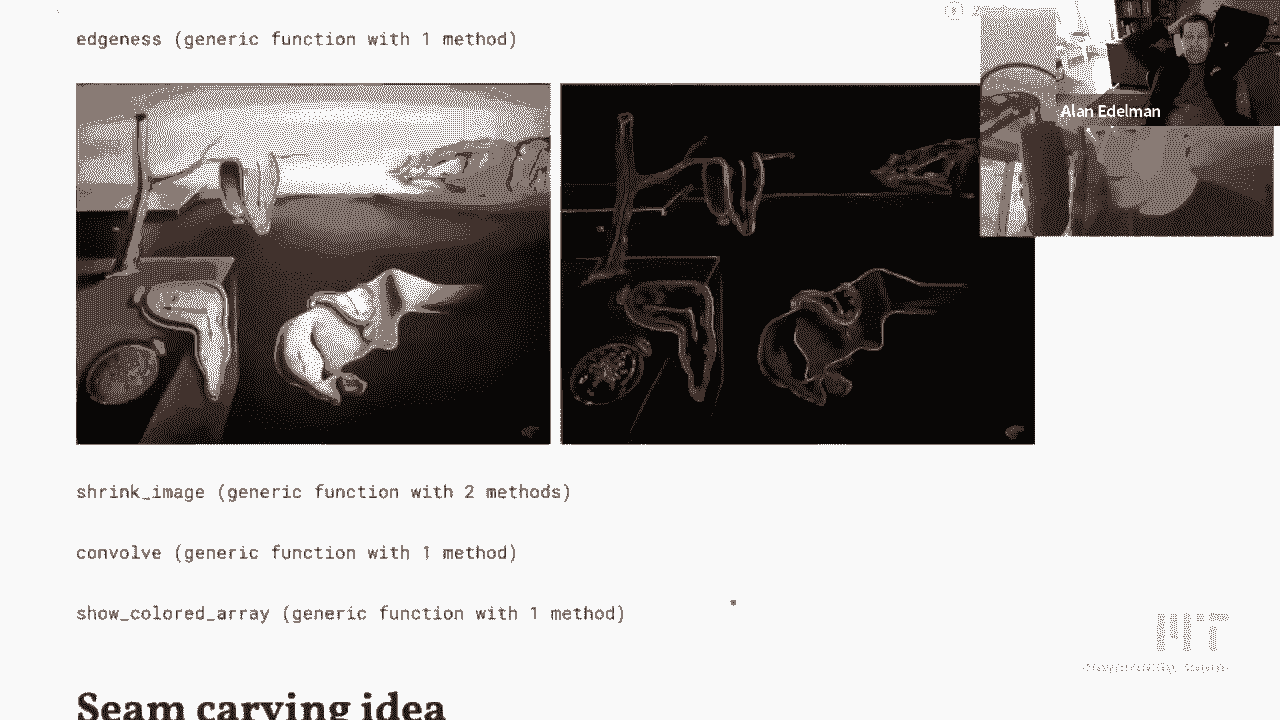 edgeness (generic function with 1 method)
Alan Edelman
shrink_image (generic function with 2 methods)
convolve (generic function with 1 method)
show_colored_array (generic function with 1 method)
MIT
Seam carving idea